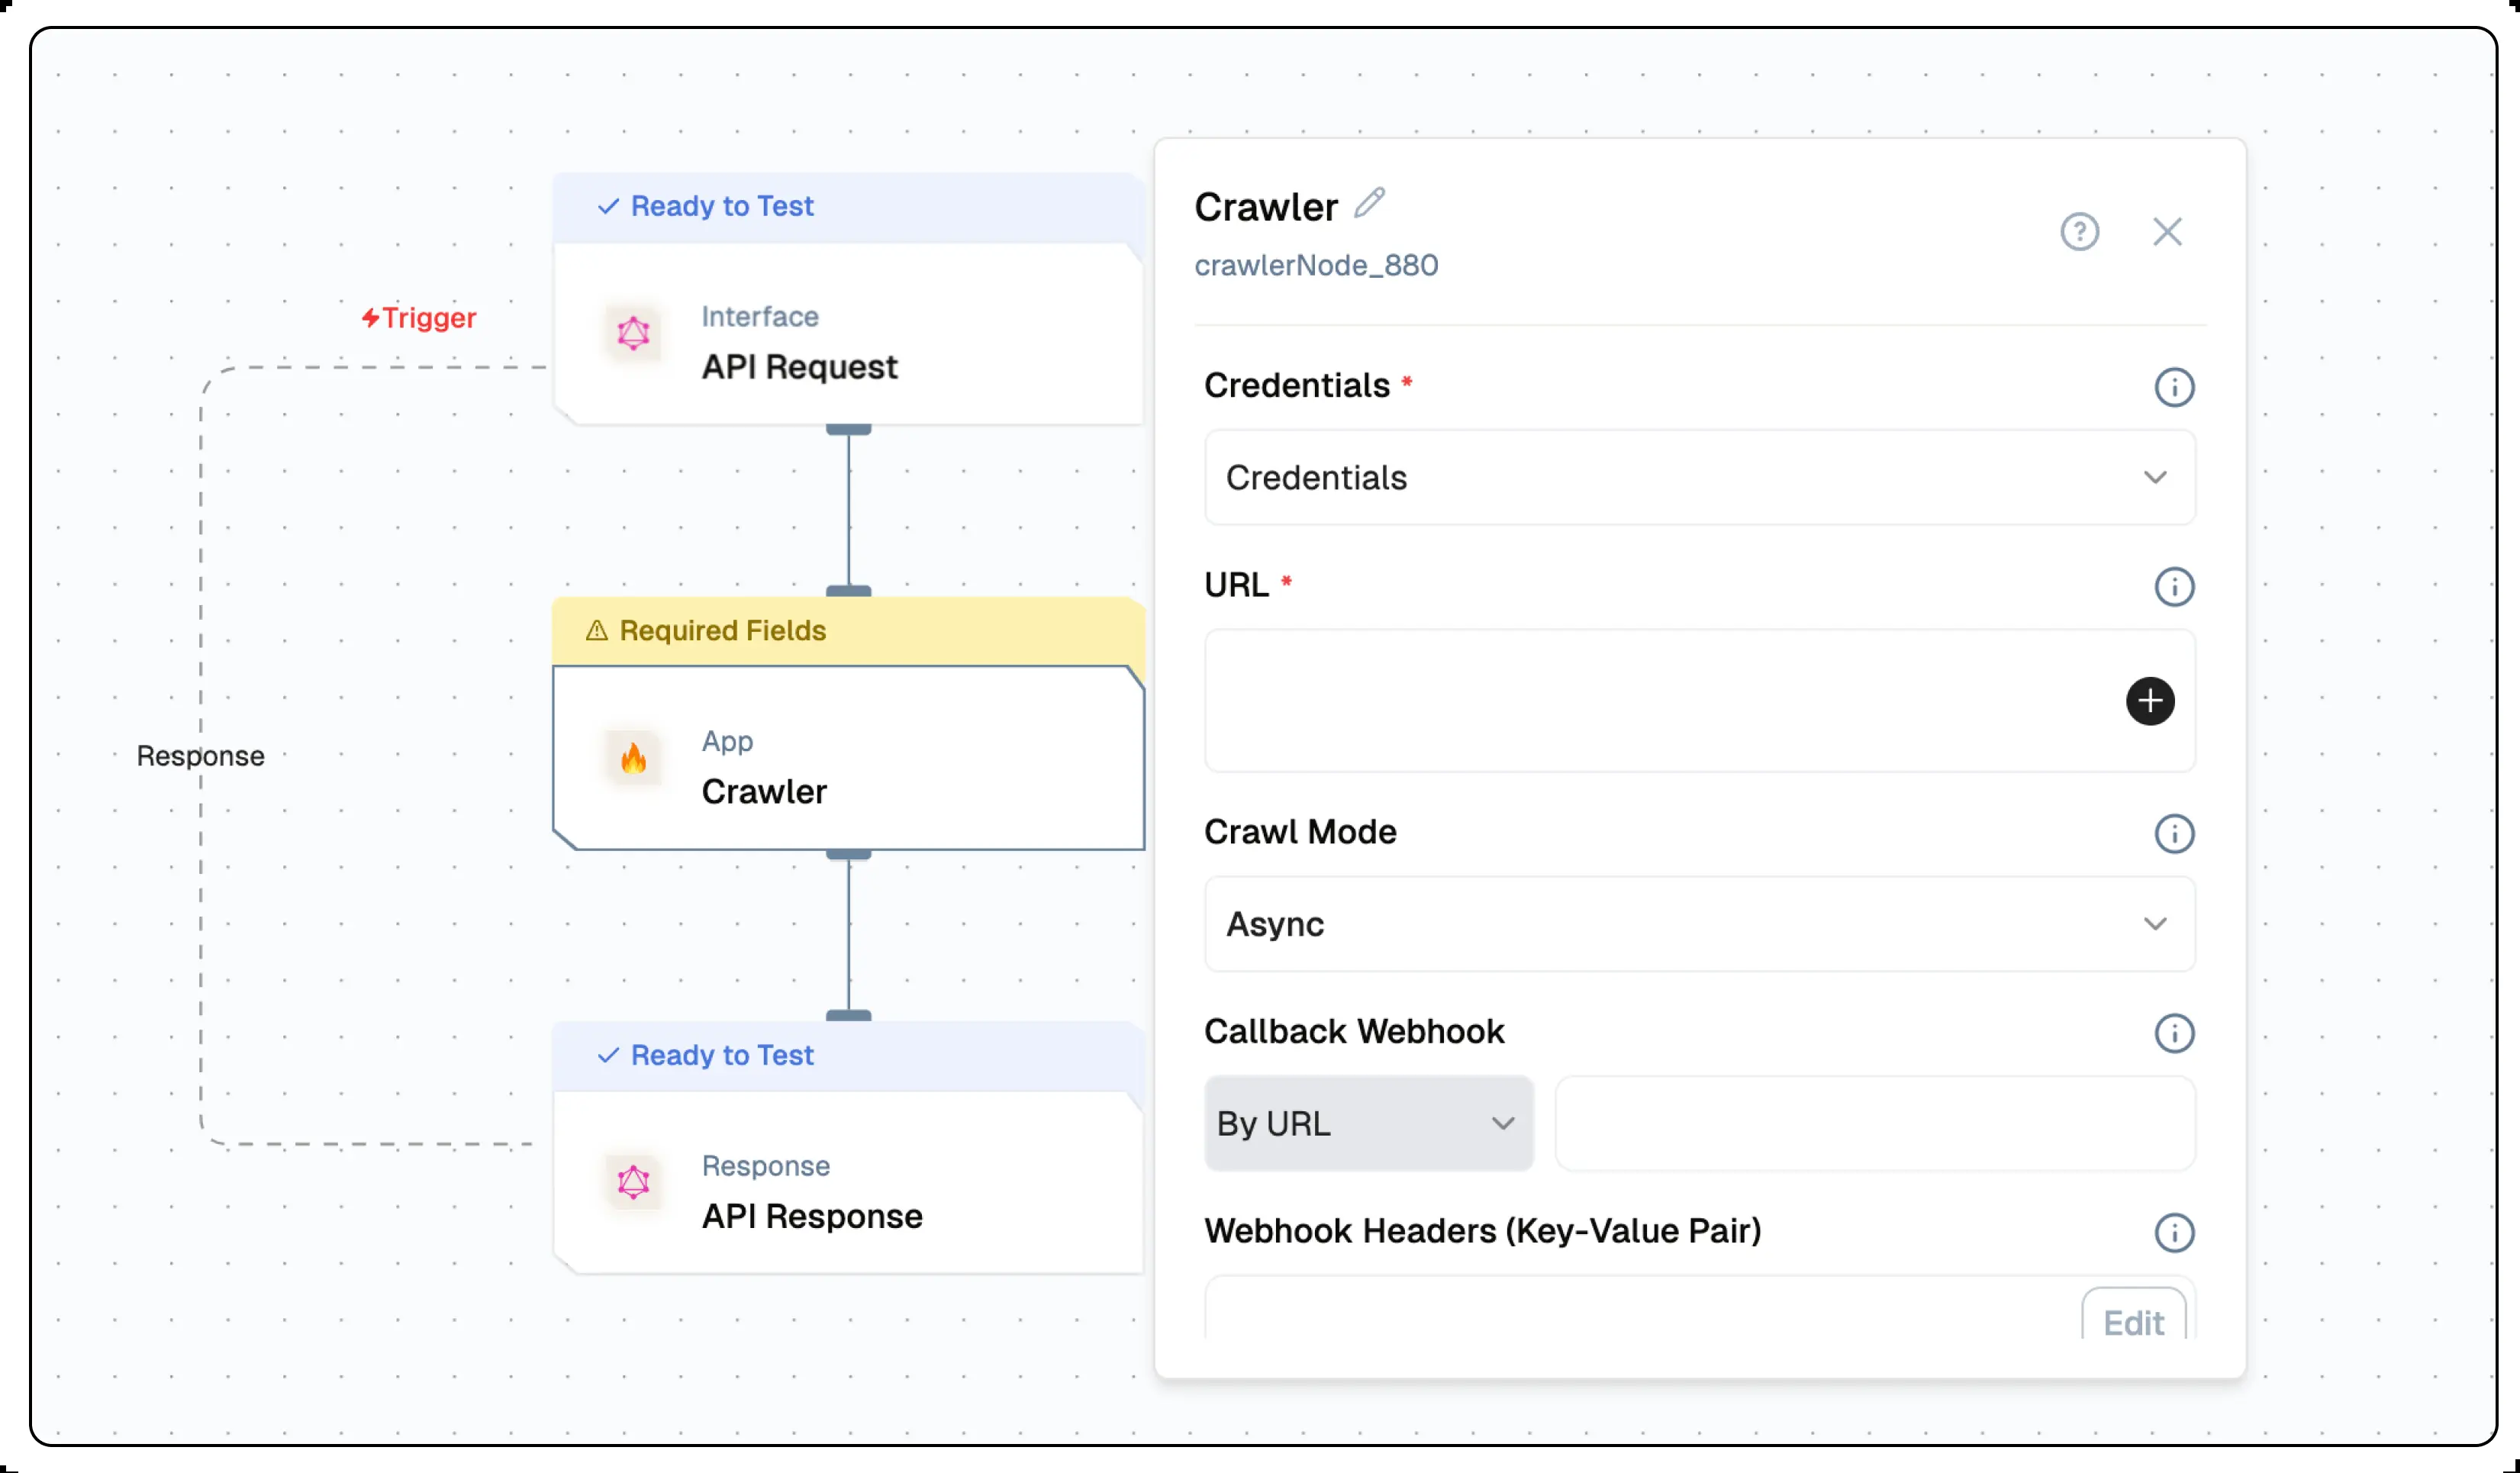 Ready to Test
Trigger
Interface
API Request
Required Fields
App
Crawler
Response
Ready to Test
Response
API Response
Crawler
crawlerNode_880
Credentials *
Credentials
URL *
Crawl Mode
Async
Callback Webhook
By URL
Webhook Headers (Key-Value Pair)
Edit